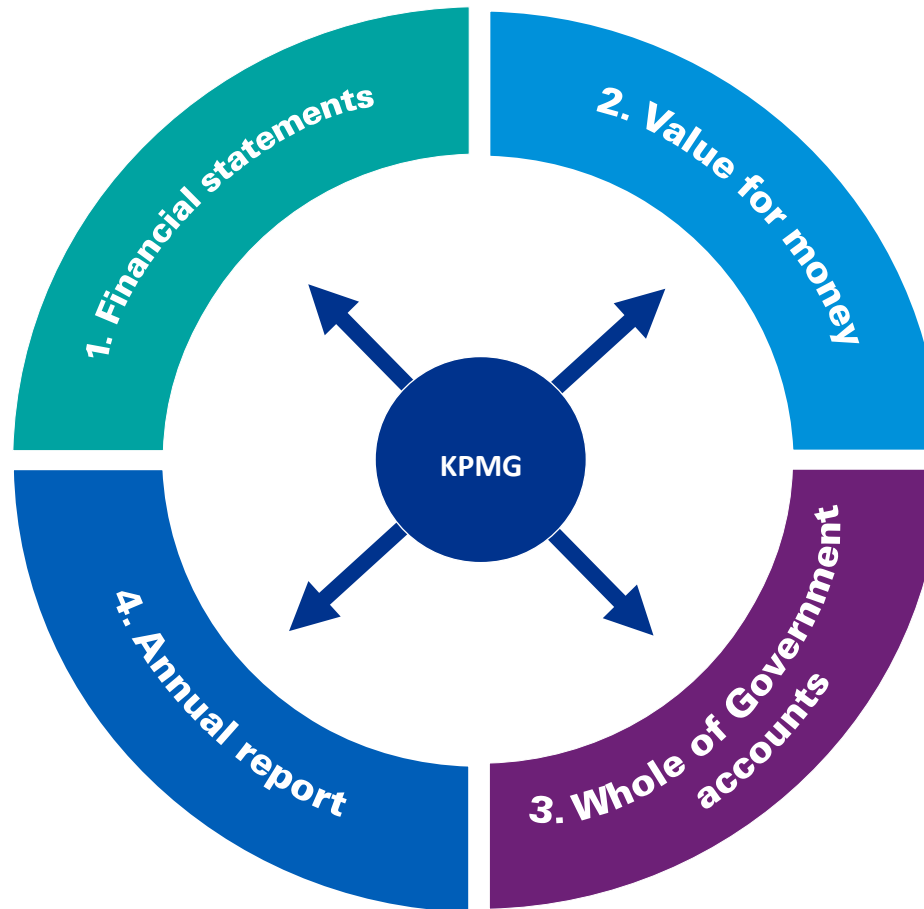 1. Financial statements
2. Value for money
KPMG
3. Whole of Government
accounts
4. Annual report